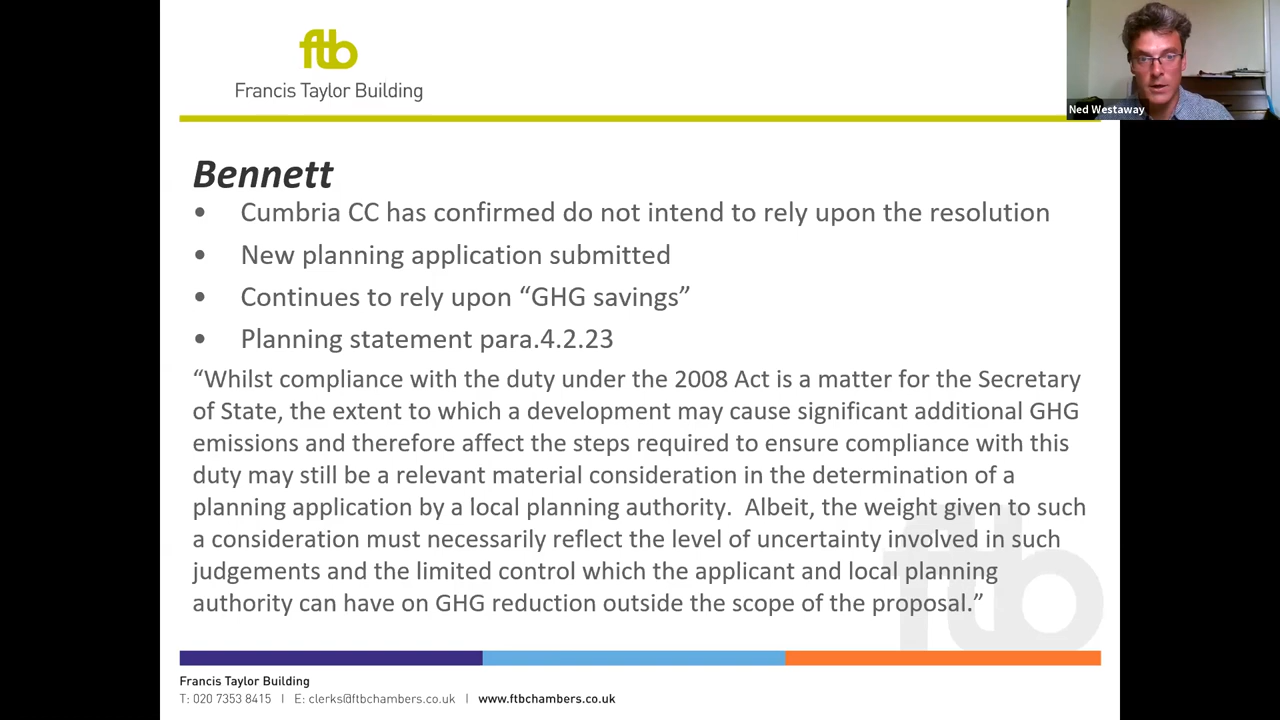 ftb
Francis Taylor Building
Ned Westaway
Bennett
• Cumbria CC has confirmed do not intend to rely upon the resolution
• New planning application submitted
• Continues to rely upon “GHG savings”
• Planning statement para.4.2.23
“Whilst compliance with the duty under the 2008 Act is a matter for the Secretary
of State, the extent to which a development may cause significant additional GHG
emissions and therefore affect the steps required to ensure compliance with this
duty may still be a relevant material consideration in the determination of a
planning application by a local planning authority.  Albeit, the weight given to such
a consideration must necessarily reflect the level of uncertainty involved in such
judgements and the limited control which the applicant and local planning
authority can have on GHG reduction outside the scope of the proposal.”
ftb
Francis Taylor Building
T: 020 7353 8415 | E: clerks@ftbchambers.co.uk | www.ftbchambers.co.uk